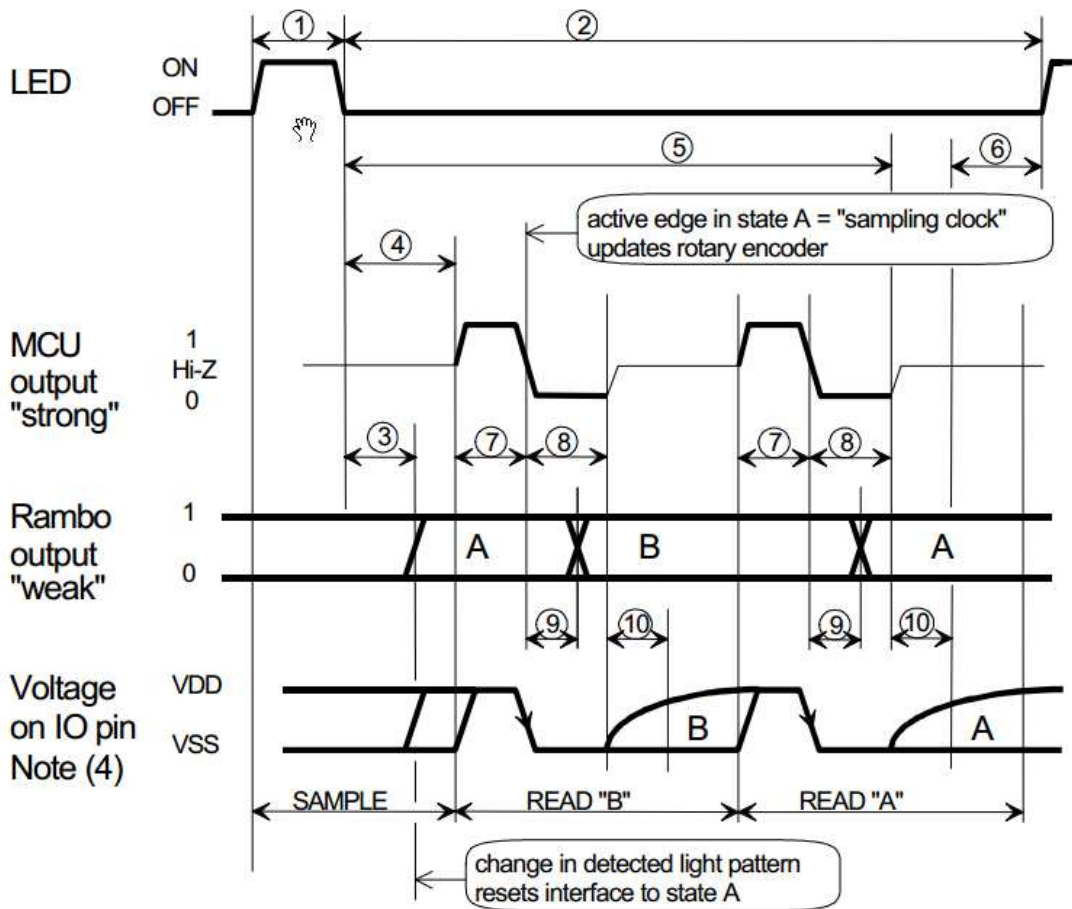 ① ②
LED
ON
OFF
⑤ ⑥
active edge in state A = "sampling clock"
updates rotary encoder
④
MCU
output
"strong"
1
Hi-Z
0
③ ⑦ ⑧ ⑦ ⑧
Rambo
output
"weak"
1
0
A B A
⑨ ⑩ ⑨ ⑩
Voltage
on IO pin
Note (4)
VDD
VSS
B A
SAMPLE READ "B" READ "A"
change in detected light pattern
resets interface to state A